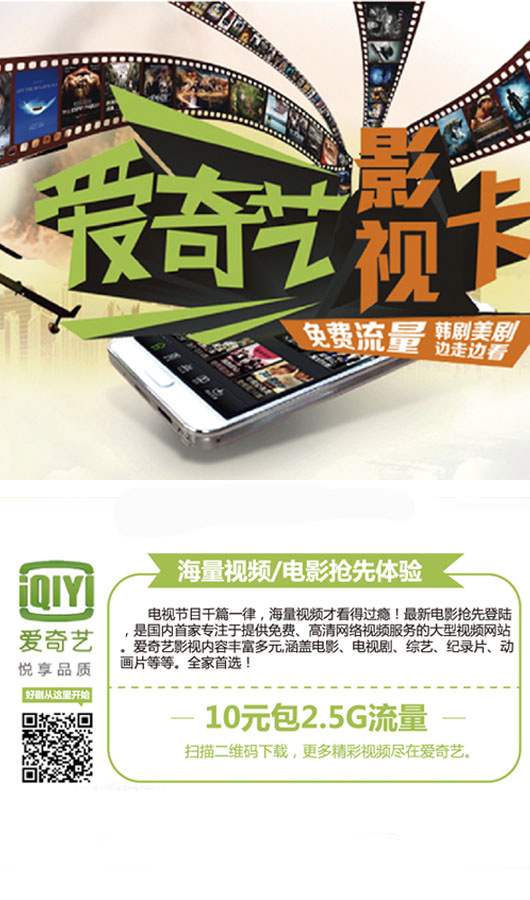 爱奇艺影视卡
免费流量 韩剧美剧
边走边看
海量视频/电影抢先体验
iQIYI
爱奇艺
悦享品质
好剧从这里开始
电视节目千篇一律，海量视频才看得过瘾！最新电影抢先登陆
，是国内首家专注于提供免费、高清网络视频服务的大型视频网站
。爱奇艺影视内容丰富多元,涵盖电影、电视剧、综艺、纪录片、动
画片等等。全家首选！
10元包2.5G流量
扫描二维码下载，更多精彩视频尽在爱奇艺。